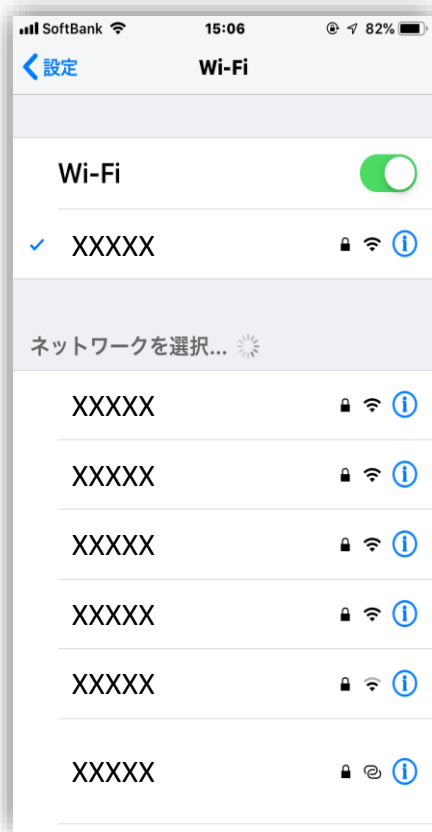 SoftBank 15:06 82%
設定 Wi-Fi
Wi-Fi
XXXXX
ネットワークを選択...
XXXXX
XXXXX
XXXXX
XXXXX
XXXXX
XXXXX